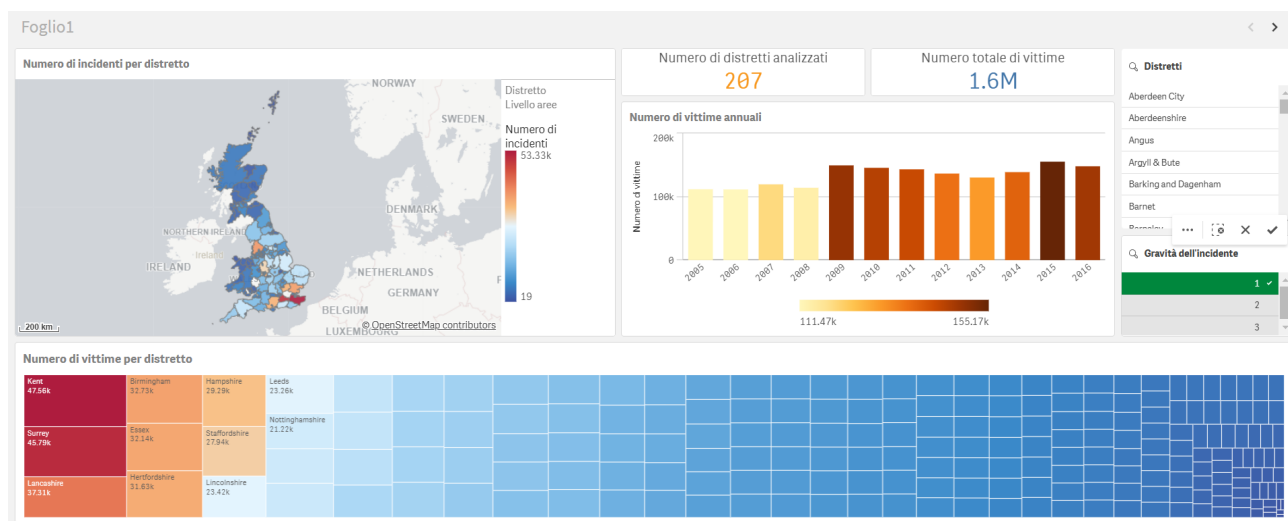 Foglio1
Numero di incidenti per distretto
NORWAY
SWEDEN
DENMARK
NORTHERN IRELAND
Ireland
IRELAND
NETHERLANDS
GERMANY
BELGIUM
LUXEMBOURG
200 km
© OpenStreetMap contributors
Distretto
Livello aree
Numero di
incidenti
53.33k
19
Numero di distretti analizzati
207
Numero totale di vittime
1.6M
Numero di vittime annuali
Numero di vittime
200k
100k
0
2005 2006 2007 2008 2009 2010 2011 2012 2013 2014 2015 2016
111.47k 155.17k
Distretti
Aberdeen City
Aberdeenshire
Angus
Argyll & Bute
Barking and Dagenham
Barnet
Gravità dell'incidente
1
2
3
Numero di vittime per distretto
Kent
47.56k
Surrey
45.79k
Lancashire
37.31k
Birmingham
32.73k
Essex
32.14k
Hertfordshire
31.63k
Hampshire
29.29k
Staffordshire
27.94k
Lincolnshire
23.42k
Leeds
23.26k
Nottinghamshire
21.22k